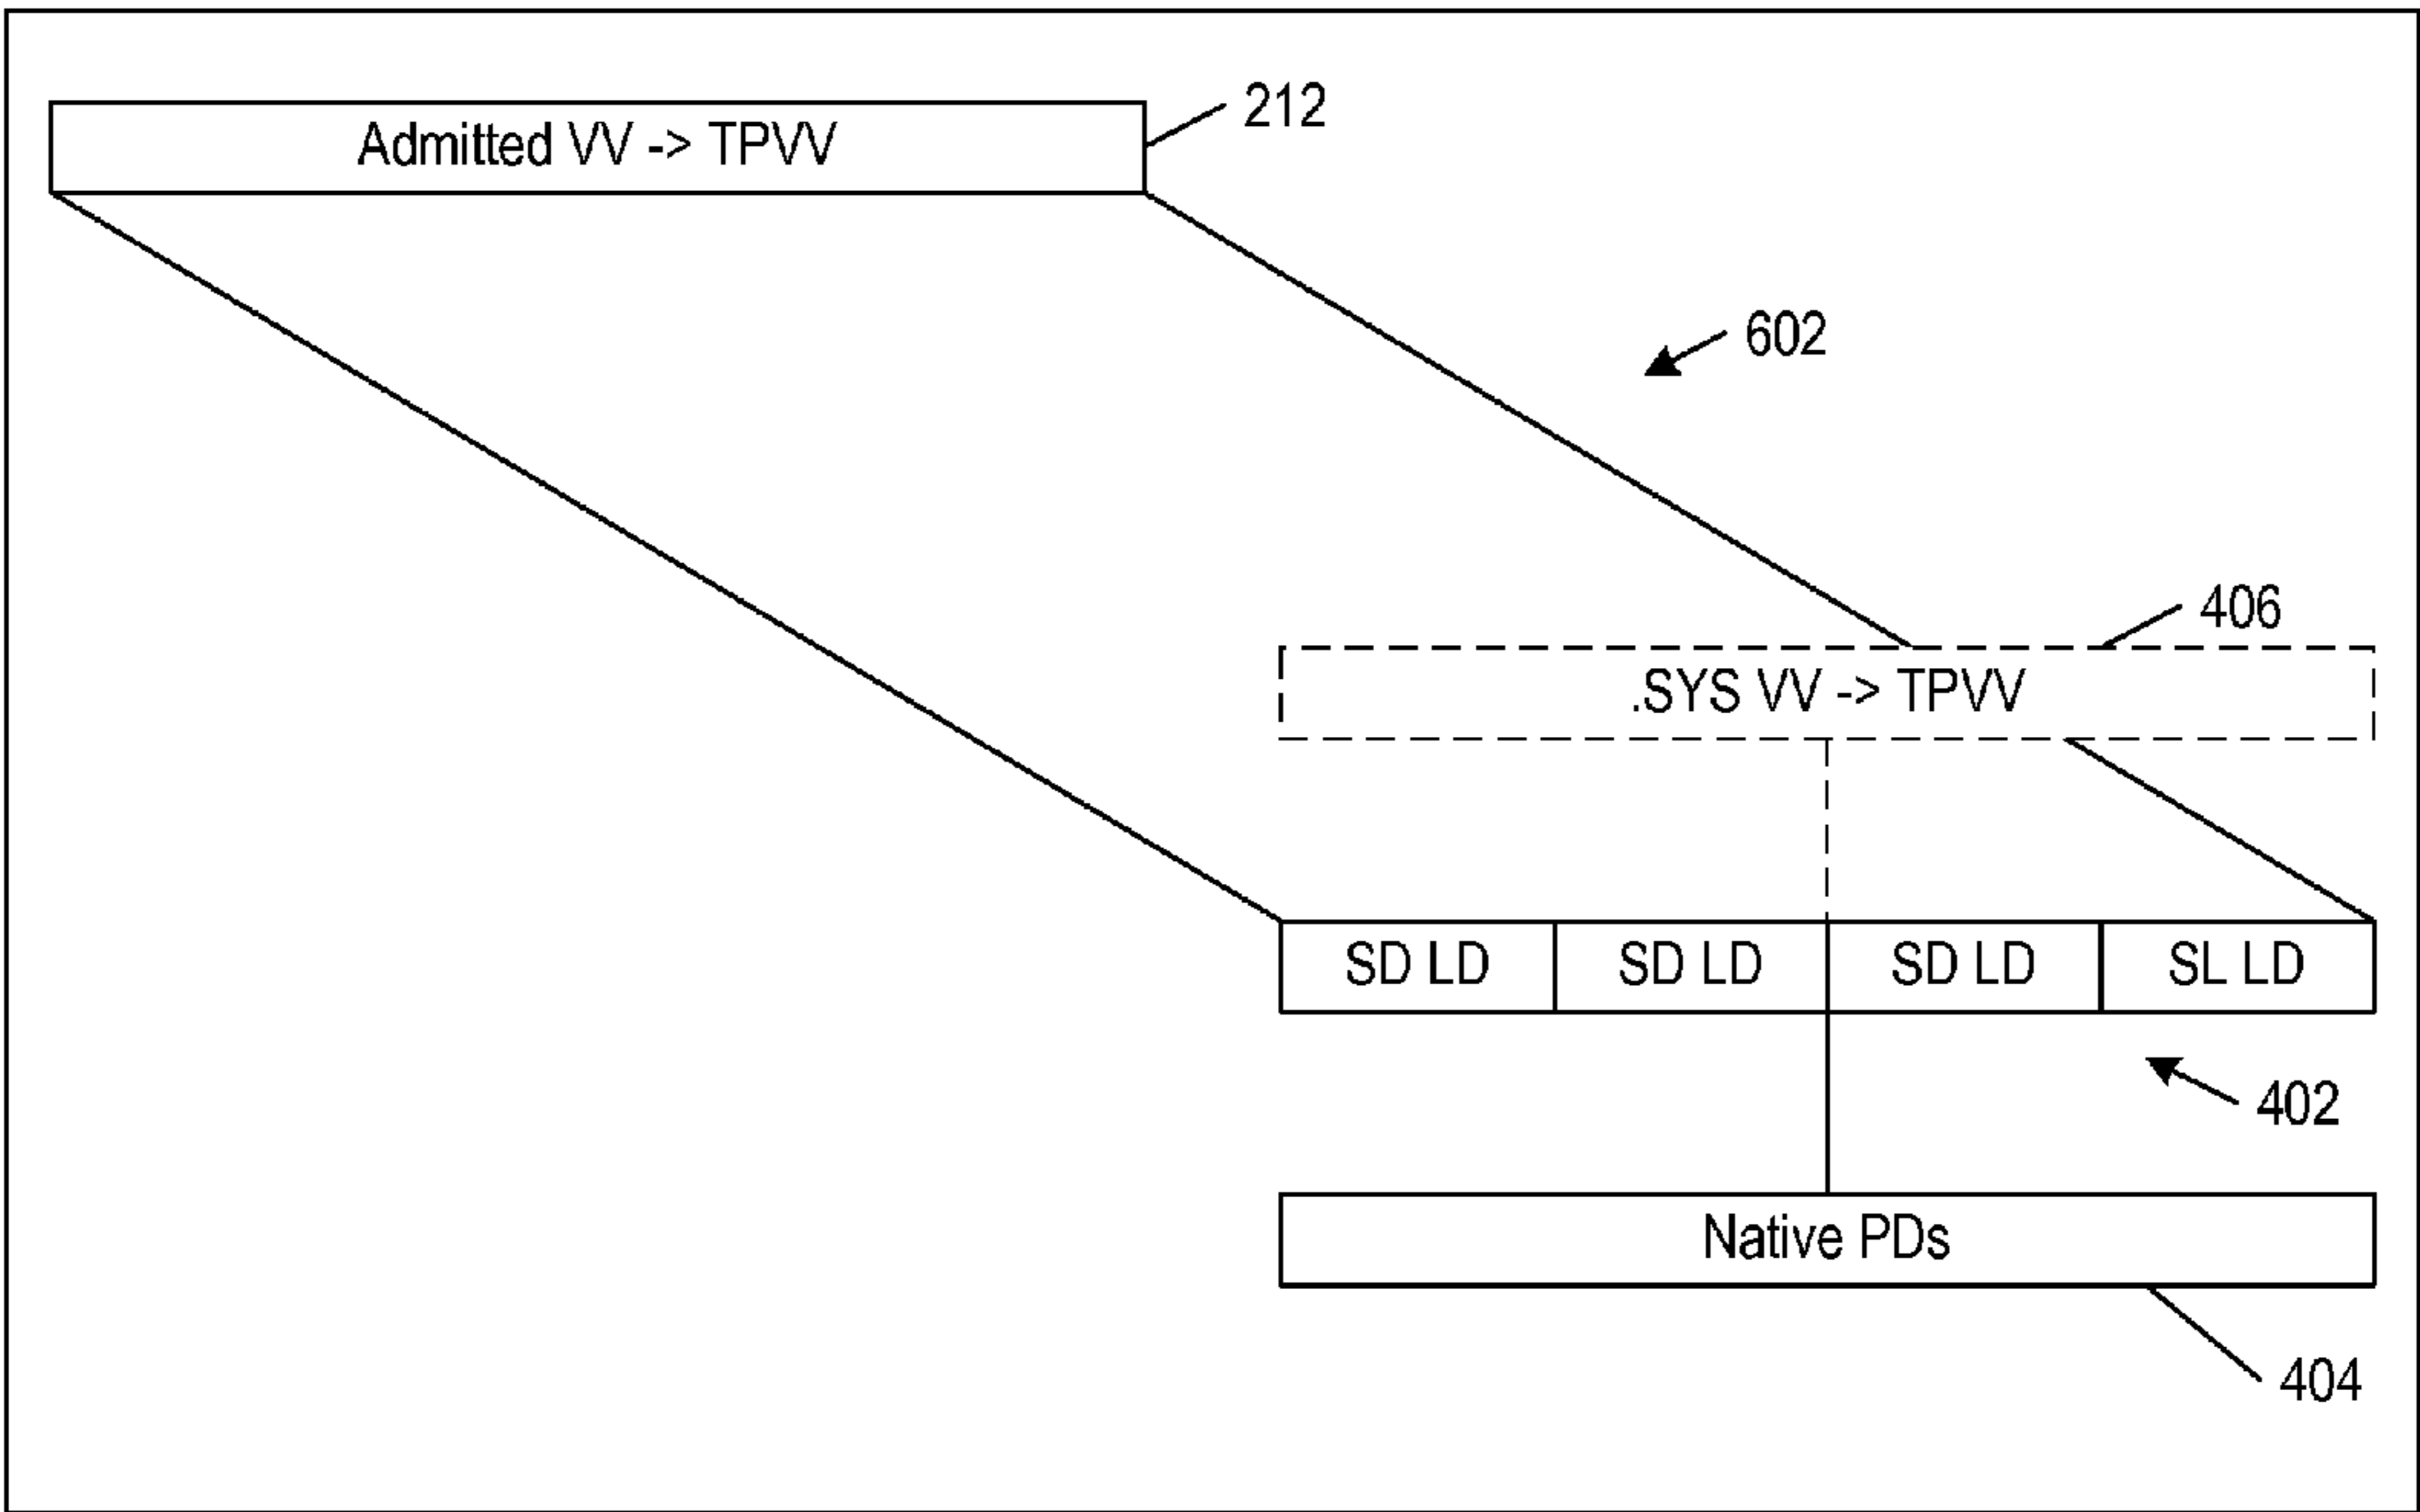 212
Admitted VV -> TPVV
602
406
.SYS VV -> TPVV
SD LD SD LD SD LD SL LD
402
Native PDs
404